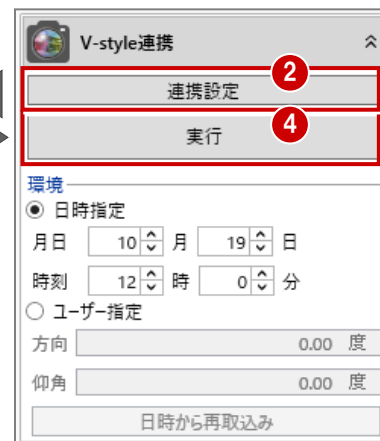 V-style連携
2
連携設定
4
実行
環境
日時指定
月日 10 月 19 日
時刻 12 時 0 分
ユーザー指定
方向 0.00 度
仰角 0.00 度
日時から再取込み